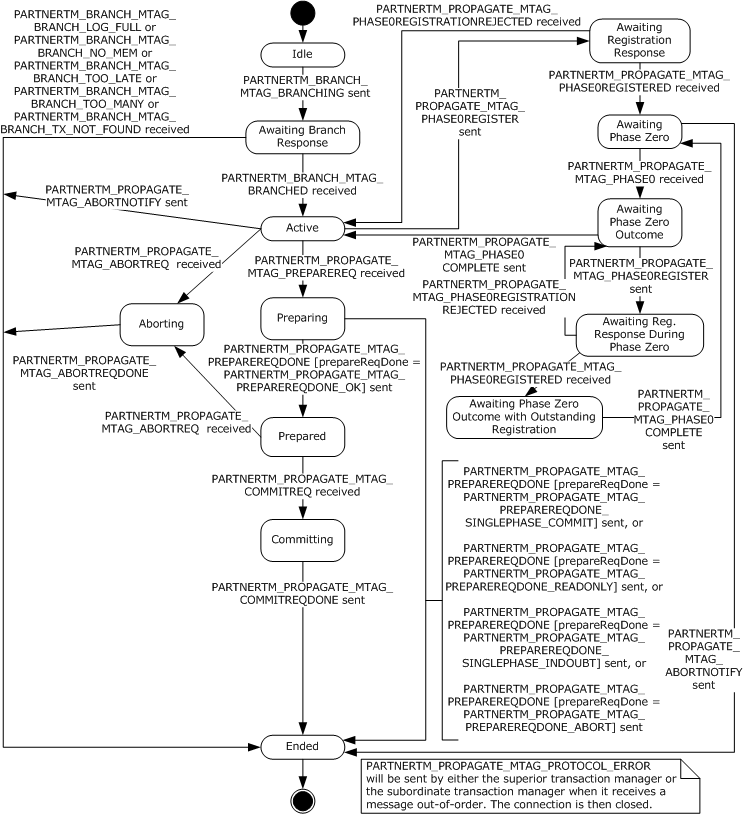 PARTNERTM_BRANCH_MTAG_
BRANCH_LOG_FULL or
PARTNERTM_BRANCH_MTAG_
BRANCH_NO_MEM or
PARTNERTM_BRANCH_MTAG_
BRANCH_TOO_LATE or
PARTNERTM_BRANCH_MTAG_
BRANCH_TOO_MANY or
PARTNERTM_BRANCH_MTAG_
BRANCH_TX_NOT_FOUND received
Idle
PARTNERTM_BRANCH_
MTAG_BRANCHING sent
Awaiting Branch
Response
PARTNERTM_BRANCH_MTAG_
BRANCHED received
PARTNERTM_PROPAGATE_
MTAG_ABORTNOTIFY sent
Active
PARTNERTM_PROPAGATE_
MTAG_ABORTREQ  received
PARTNERTM_PROPAGATE_
MTAG_PREPAREREQ received
Aborting
Preparing
PARTNERTM_PROPAGATE_
MTAG_ABORTREQDONE
sent
PARTNERTM_PROPAGATE_MTAG_
PREPAREREQDONE [prepareReqDone =
PARTNERTM_PROPAGATE_MTAG_
PREPAREREQDONE_OK] sent
PARTNERTM_PROPAGATE_
MTAG_ABORTREQ  received
Prepared
PARTNERTM_PROPAGATE_MTAG_
COMMITREQ received
Committing
PARTNERTM_PROPAGATE_MTAG_
COMMITREQDONE sent
Ended
PARTNERTM_PROPAGATE_MTAG_
PHASE0REGISTRATIONREJECTED received
Awaiting
Registration
Response
PARTNERTM_
PROPAGATE_MTAG_
PHASE0REGISTER
sent
PARTNERTM_PROPAGATE_MTAG_
PHASE0REGISTERED received
Awaiting
Phase Zero
PARTNERTM_PROPAGATE_
MTAG_PHASE0 received
Awaiting
Phase Zero
Outcome
PARTNERTM_PROPAGATE_
MTAG_PHASE0
COMPLETE sent
PARTNERTM_PROPAGATE_
MTAG_PHASE0REGISTRATION
REJECTED received
PARTNERTM_PROPAGATE_
MTAG_PHASE0REGISTER
sent
Awaiting Reg.
Response During
Phase Zero
PARTNERTM_PROPAGATE_MTAG_
PHASE0REGISTERED received
Awaiting Phase Zero
Outcome with Outstanding
Registration
PARTNERTM_
PROPAGATE_
MTAG_PHASE0
COMPLETE
sent
PARTNERTM_PROPAGATE_MTAG_
PREPAREREQDONE [prepareReqDone =
PARTNERTM_PROPAGATE_MTAG_
PREPAREREQDONE_
SINGLEPHASE_COMMIT] sent, or
PARTNERTM_PROPAGATE_MTAG_
PREPAREREQDONE [prepareReqDone =
PARTNERTM_PROPAGATE_MTAG_
PREPAREREQDONE_READONLY] sent, or
PARTNERTM_PROPAGATE_MTAG_
PREPAREREQDONE [prepareReqDone =
PARTNERTM_PROPAGATE_MTAG_
PREPAREREQDONE_
SINGLEPHASE_INDOUBT] sent, or
PARTNERTM_PROPAGATE_MTAG_
PREPAREREQDONE [prepareReqDone =
PARTNERTM_PROPAGATE_MTAG_
PREPAREREQDONE_ABORT] sent
PARTNERTM_
PROPAGATE_
MTAG_
ABORTNOTIFY
sent
PARTNERTM_PROPAGATE_MTAG_PROTOCOL_ERROR
will be sent by either the superior transaction manager or
the subordinate transaction manager when it receives a
message out-of-order. The connection is then closed.